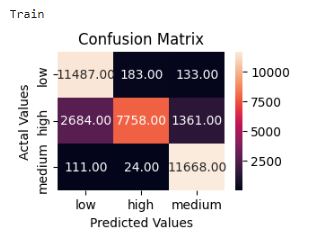 Train
Confusion Matrix
Actal Values
low
high
medium
11487.00 183.00 133.00
2684.00 7758.00 1361.00
111.00 24.00 11668.00
low high medium
Predicted Values
10000
7500
5000
2500